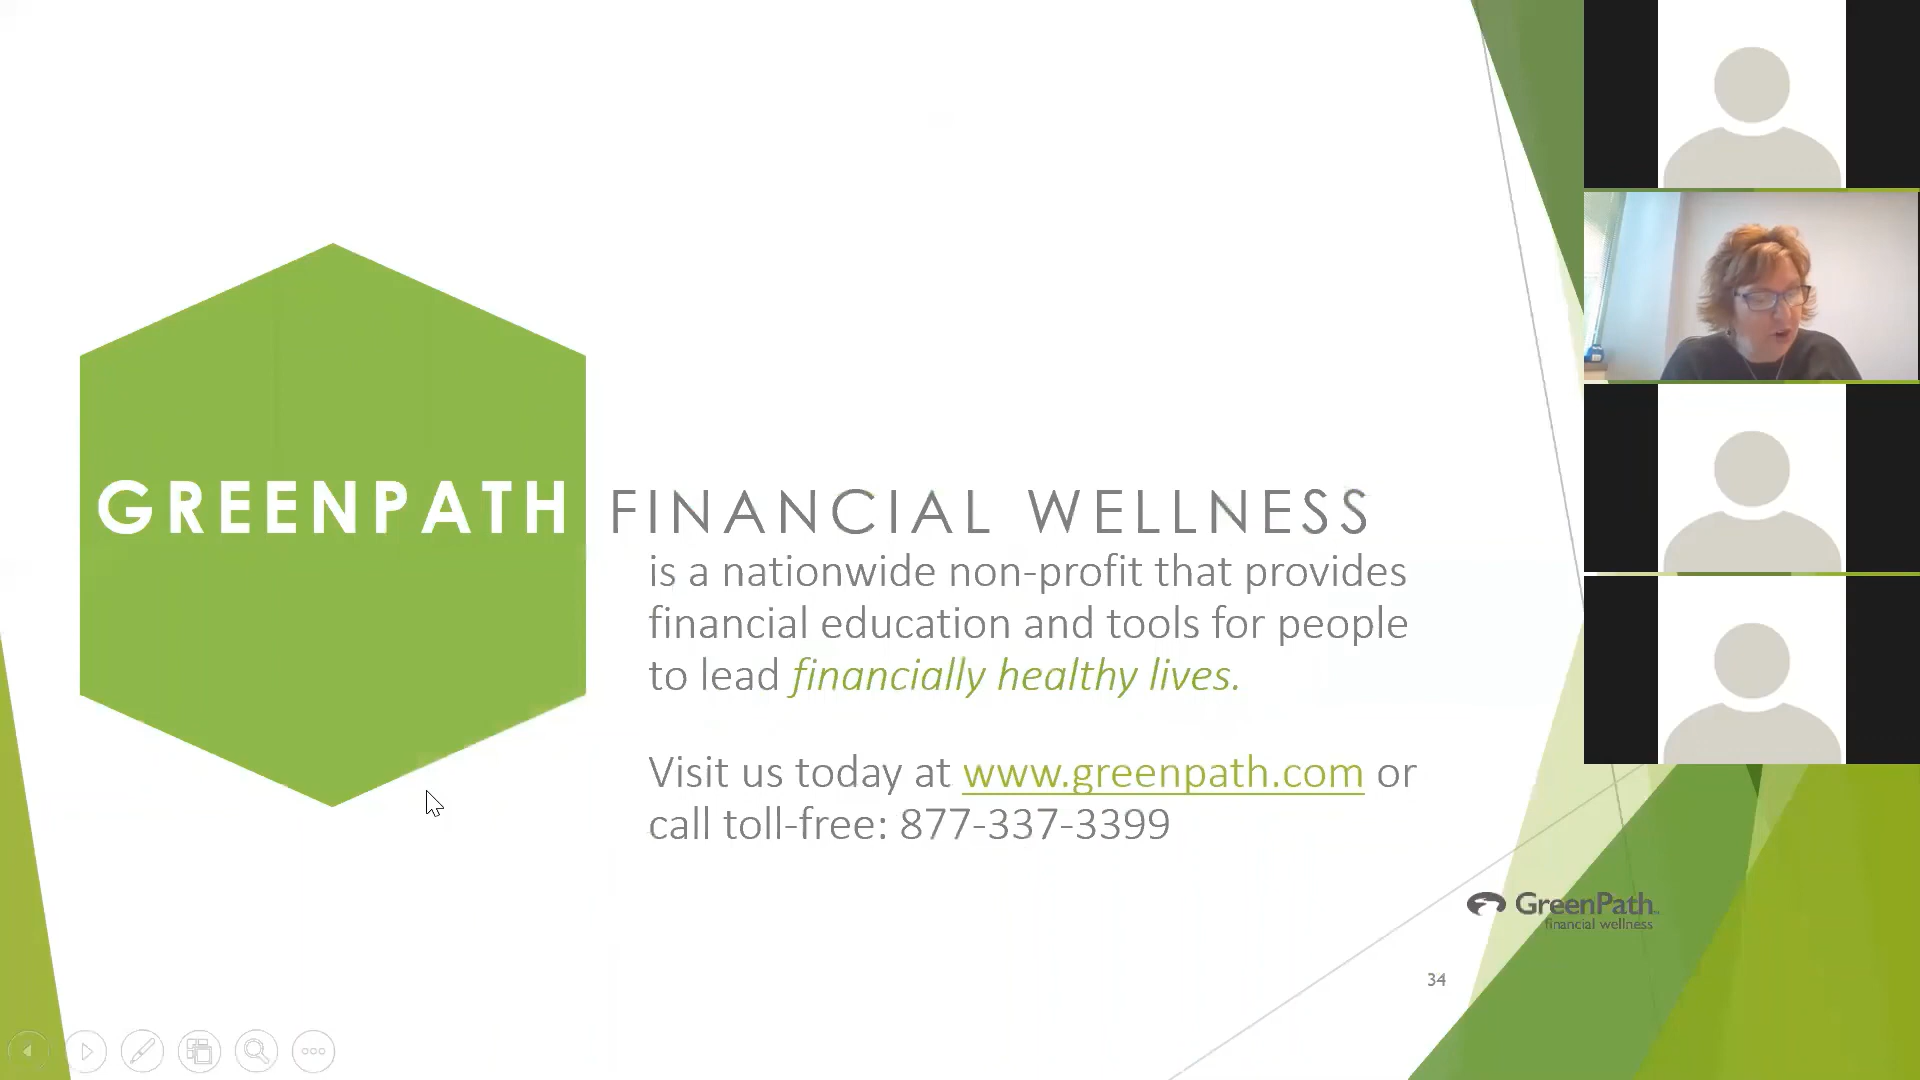 GREENPATH FINANCIAL WELLNESS
is a nationwide non-profit that provides
financial education and tools for people
to lead financially healthy lives.
Visit us today at www.greenpath.com or
call toll-free: 877-337-3399
GreenPath
financial wellness
34